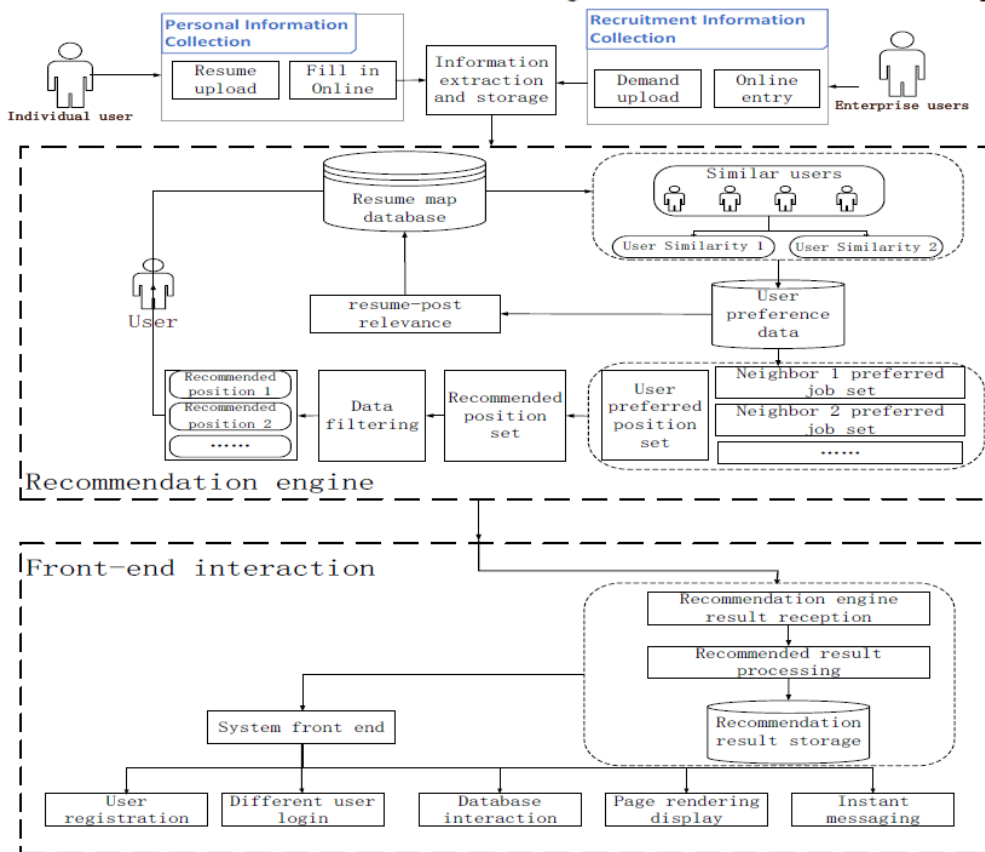 Personal Information
Collection
Recruitment Information
Collection
Resume
upload
Fill in
Online
Information
extraction
and storage
Demand
upload
Online
entry
Individual user
Enterprise users
Resume map
database
Similar users
User Similarity 1
User Similarity 2
User
resume-post
relevance
User
preference
data
Recommended
position 1
Recommended
position 2
······
Data
filtering
Recommended
position
set
User
preferred
position
set
Neighbor 1 preferred
job set
Neighbor 2 preferred
job set
······
Recommendation engine
Front-end interaction
Recommendation engine
result reception
Recommended result
processing
Recommendation
result storage
System front end
User
registration
Different user
login
Database
interaction
Page rendering
display
Instant
messaging